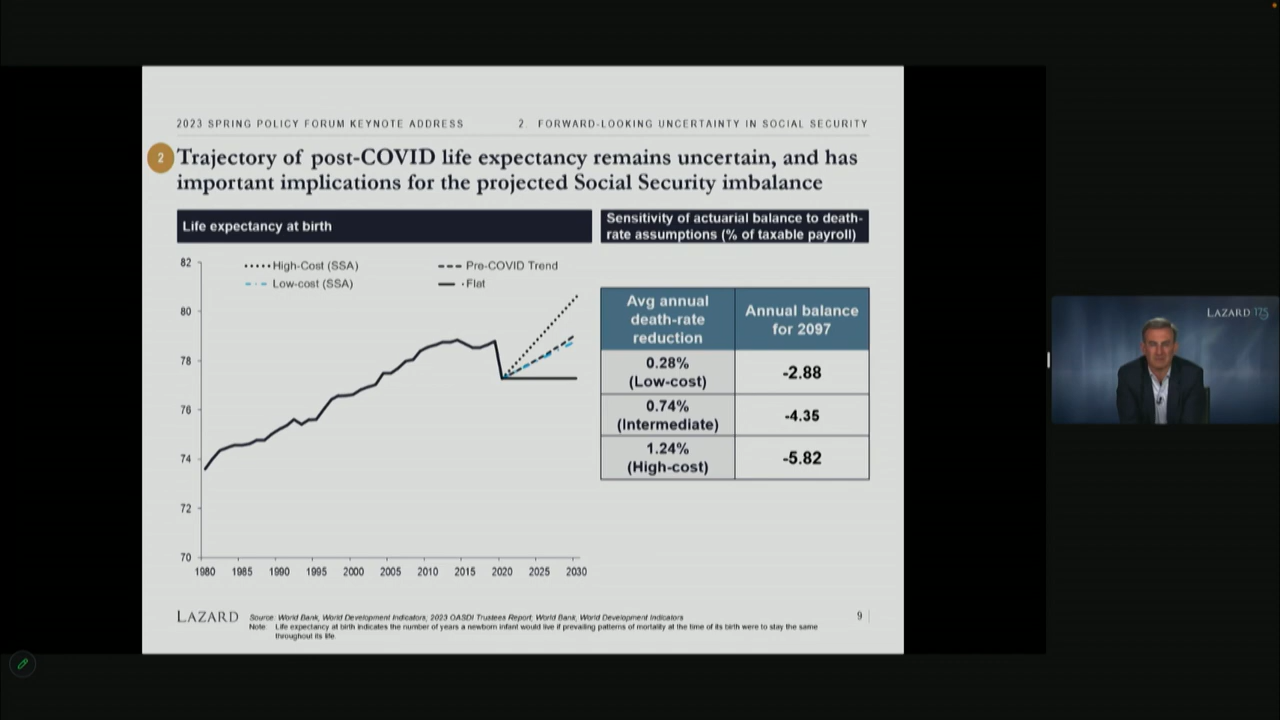 2023 SPRING POLICY FORUM KEYNOTE ADDRESS
2. FORWARD-LOOKING UNCERTAINTY IN SOCIAL SECURITY
2
Trajectory of post-COVID life expectancy remains uncertain, and has
important implications for the projected Social Security imbalance
Life expectancy at birth
82
80
78
76
74
72
70
High-Cost (SSA)
Pre-COVID Trend
Low-cost (SSA)
Flat
1980 1985 1990 1995 2000 2005 2010 2015 2020 2025 2030
Sensitivity of actuarial balance to death-
rate assumptions (% of taxable payroll)
Avg annual
death-rate
reduction
Annual balance
for 2097
0.28%
(Low-cost)
-2.88
0.74%
(Intermediate)
-4.35
1.24%
(High-cost)
-5.82
LAZARD
Source: World Bank, World Development Indicators, 2023 OASDI Trustees Report; World Bank, World Development Indicators
Note: Life expectancy at birth indicates the number of years a newborn infant would live if prevailing patterns of mortality at the time of its birth were to stay the same
throughout its life.
9
LAZARD 175